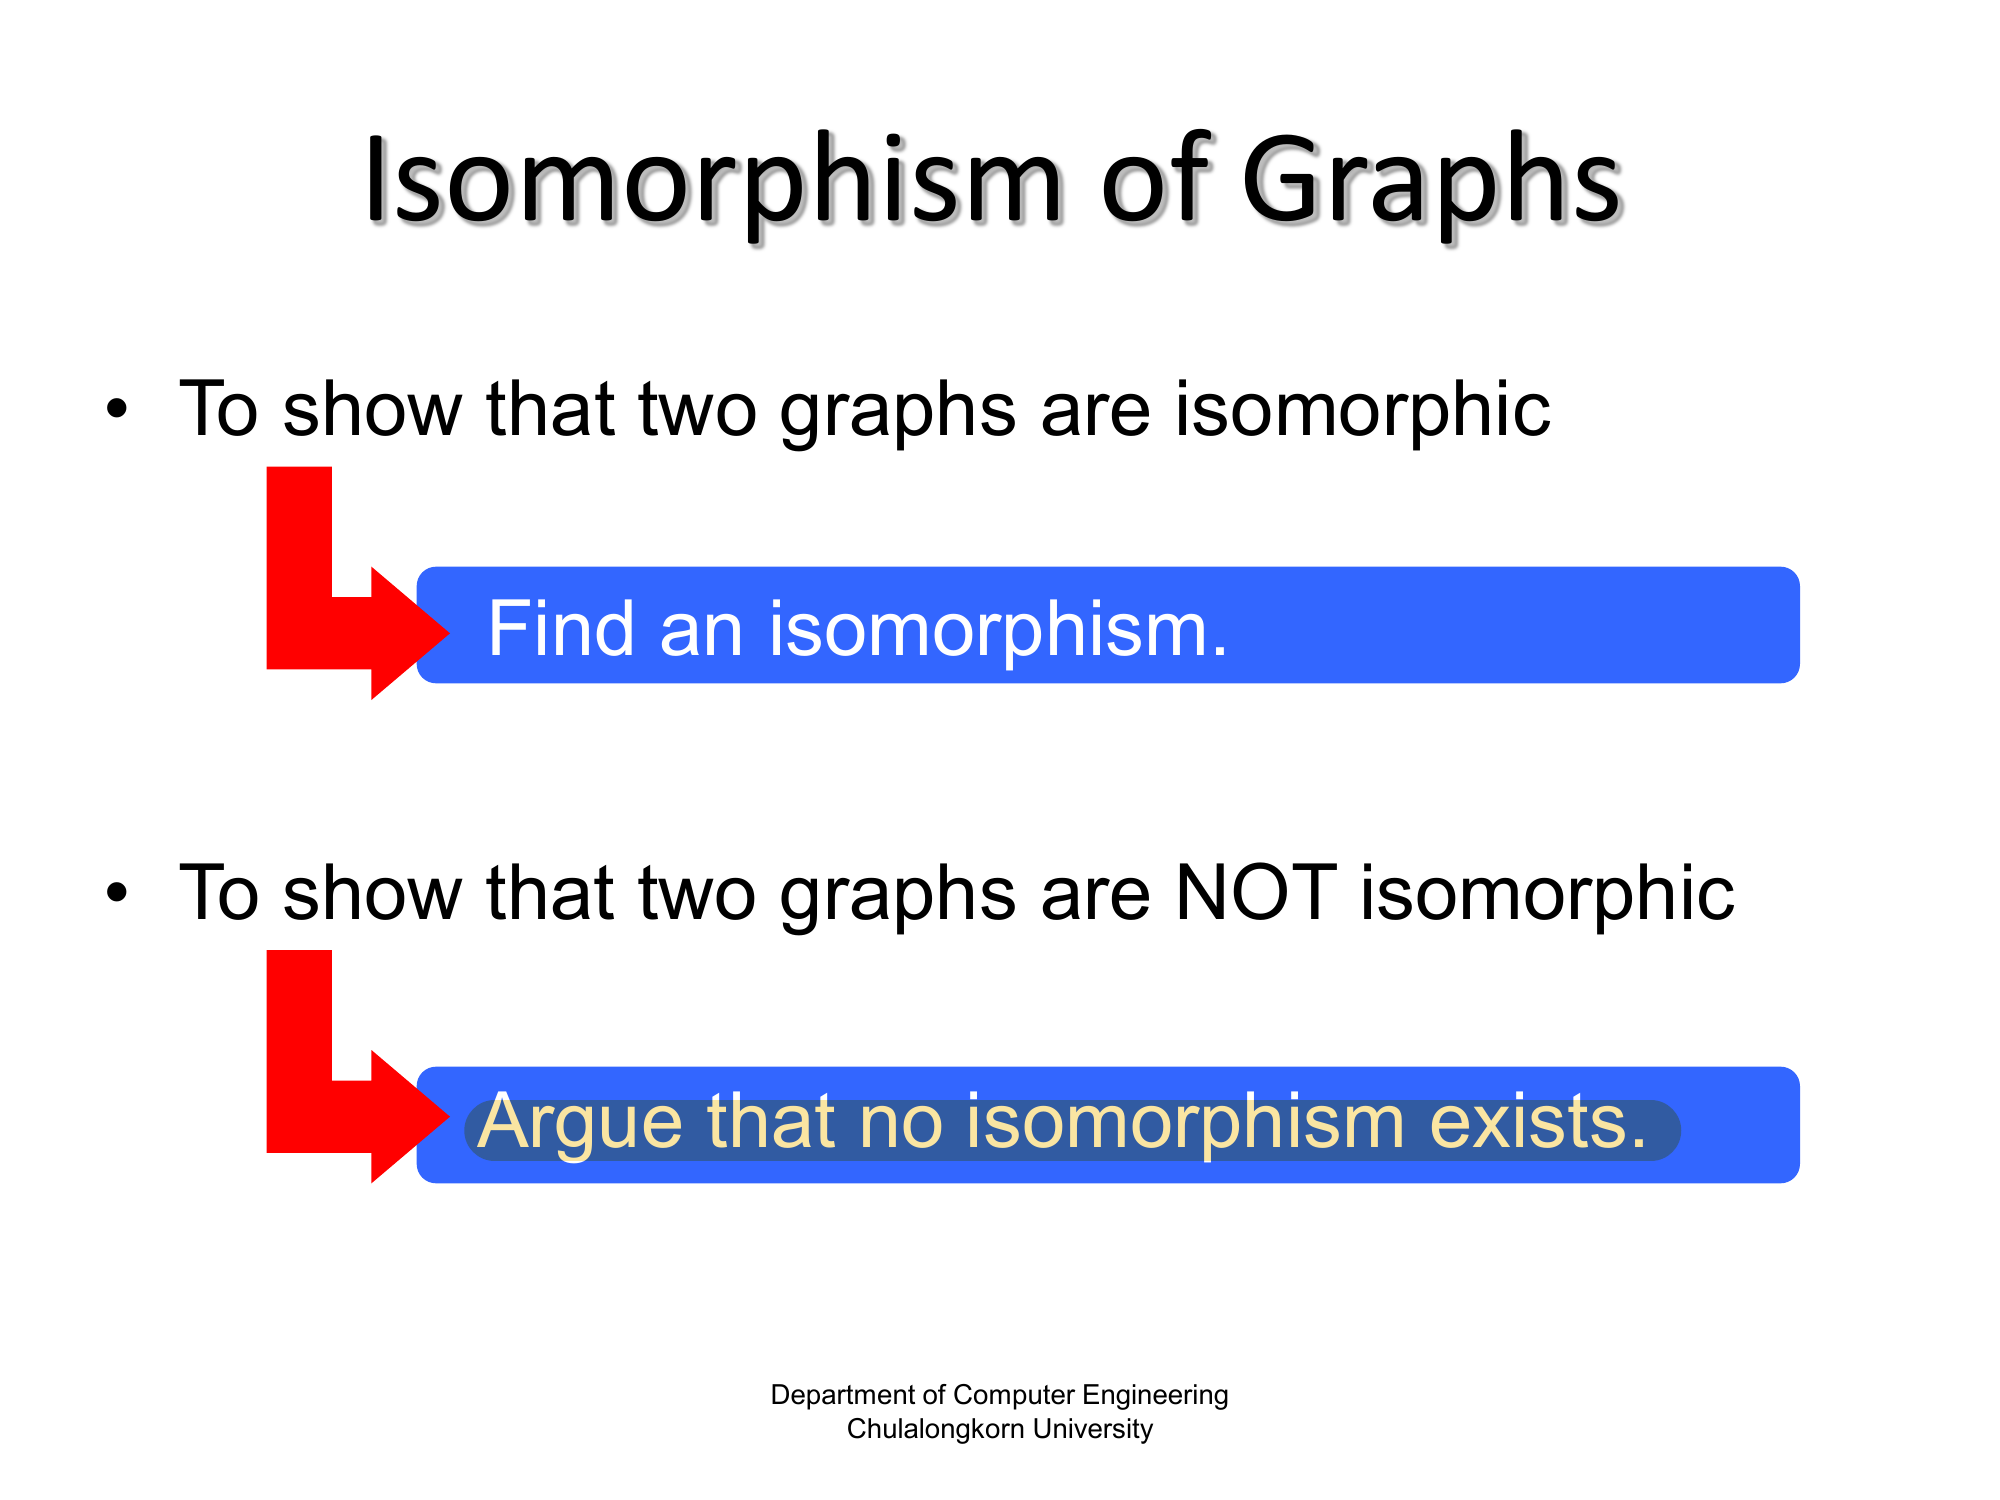 Isomorphism of Graphs
• To show that two graphs are isomorphic
Find an isomorphism.
• To show that two graphs are NOT isomorphic
Argue that no isomorphism exists.
Department of Computer Engineering
Chulalongkorn University